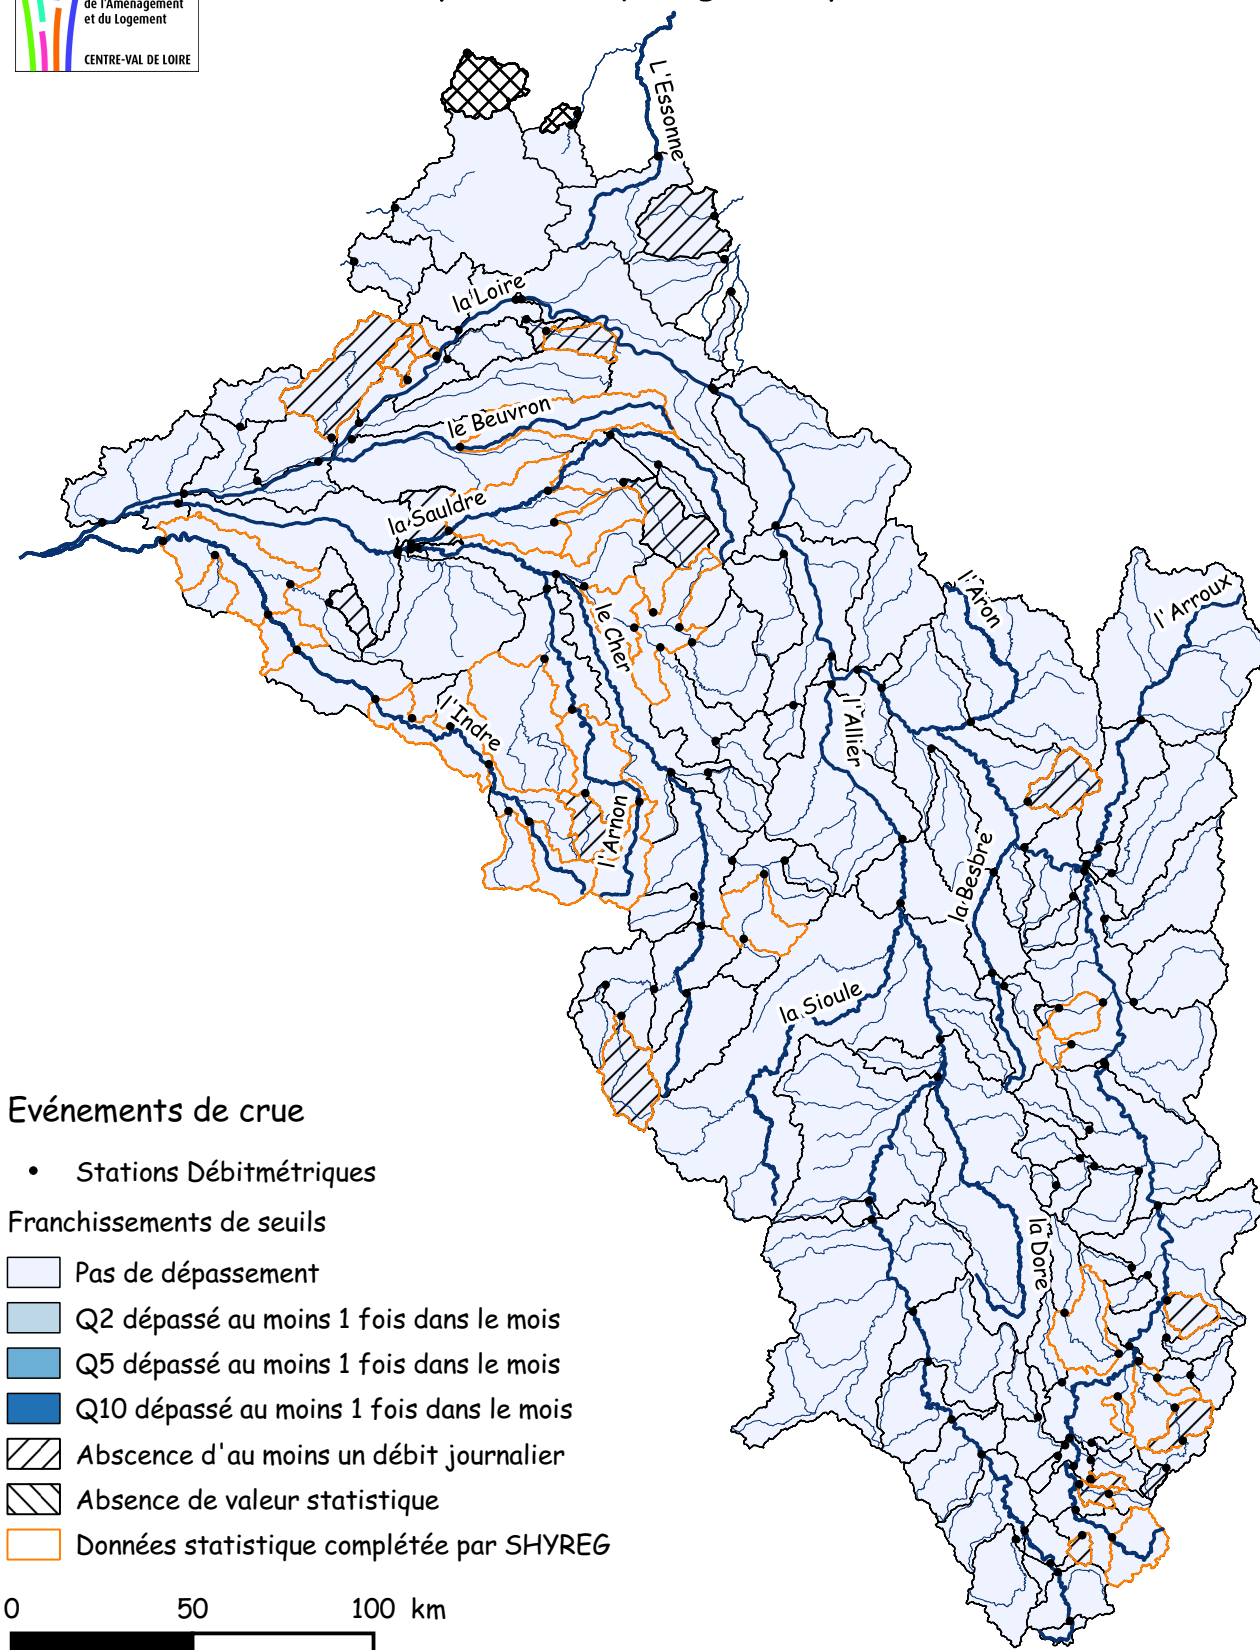 de l'Aménagement
et du Logement
CENTRE-VAL DE LOIRE
L'Essonne
la Loire
le Beuvron
la Sauldre
l'Aron
l'Arroux
le Cher
l'Indre
l'Allier
l'Arnon
la Besbre
la Sioule
la Dore
Evénements de crue
Stations Débitmétriques
Franchissements de seuils
Pas de dépassement
Q2 dépassé au moins 1 fois dans le mois
Q5 dépassé au moins 1 fois dans le mois
Q10 dépassé au moins 1 fois dans le mois
Abscence d'au moins un débit journalier
Absence de valeur statistique
Données statistique complétée par SHYREG
0 50 100 km